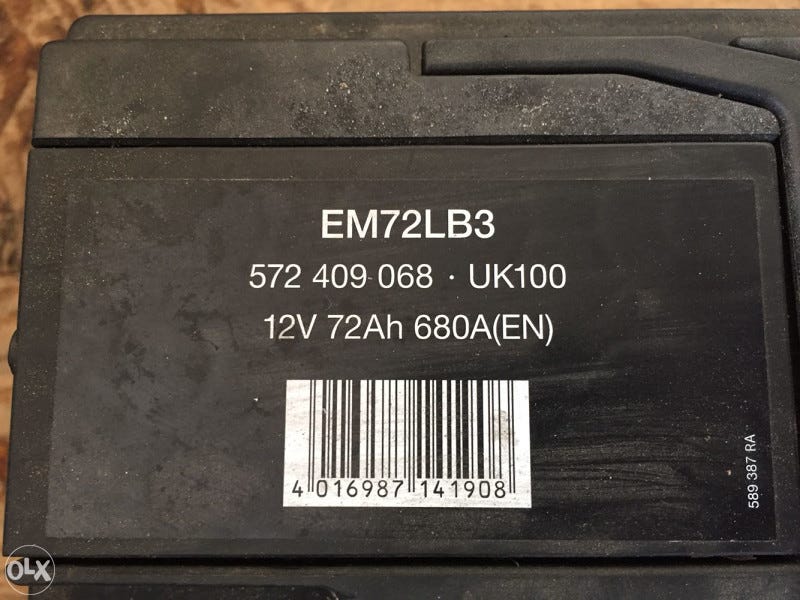 EM72LB3
572 409 068 · UK100
12V 72Ah 680A(EN)
4 016987 141908
589 387 RA
OLX